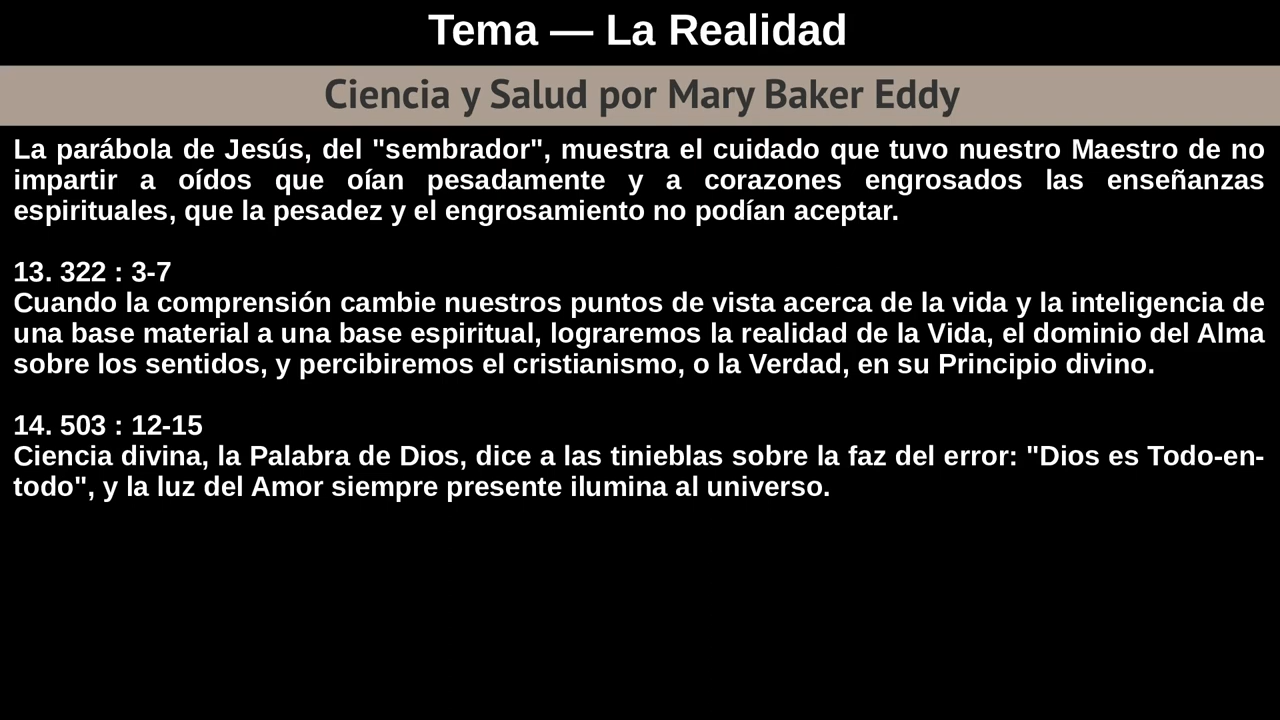 Tema — La Realidad
Ciencia y Salud por Mary Baker Eddy
La parábola de Jesús, del "sembrador", muestra el cuidado que tuvo nuestro Maestro de no
impartir a oídos que oían pesadamente y a corazones engrosados las enseñanzas
espirituales, que la pesadez y el engrosamiento no podían aceptar.
13. 322 : 3-7
Cuando la comprensión cambie nuestros puntos de vista acerca de la vida y la inteligencia de
una base material a una base espiritual, lograremos la realidad de la Vida, el dominio del Alma
sobre los sentidos, y percibiremos el cristianismo, o la Verdad, en su Principio divino.
14. 503 : 12-15
Ciencia divina, la Palabra de Dios, dice a las tinieblas sobre la faz del error: "Dios es Todo-en-
todo", y la luz del Amor siempre presente ilumina al universo.